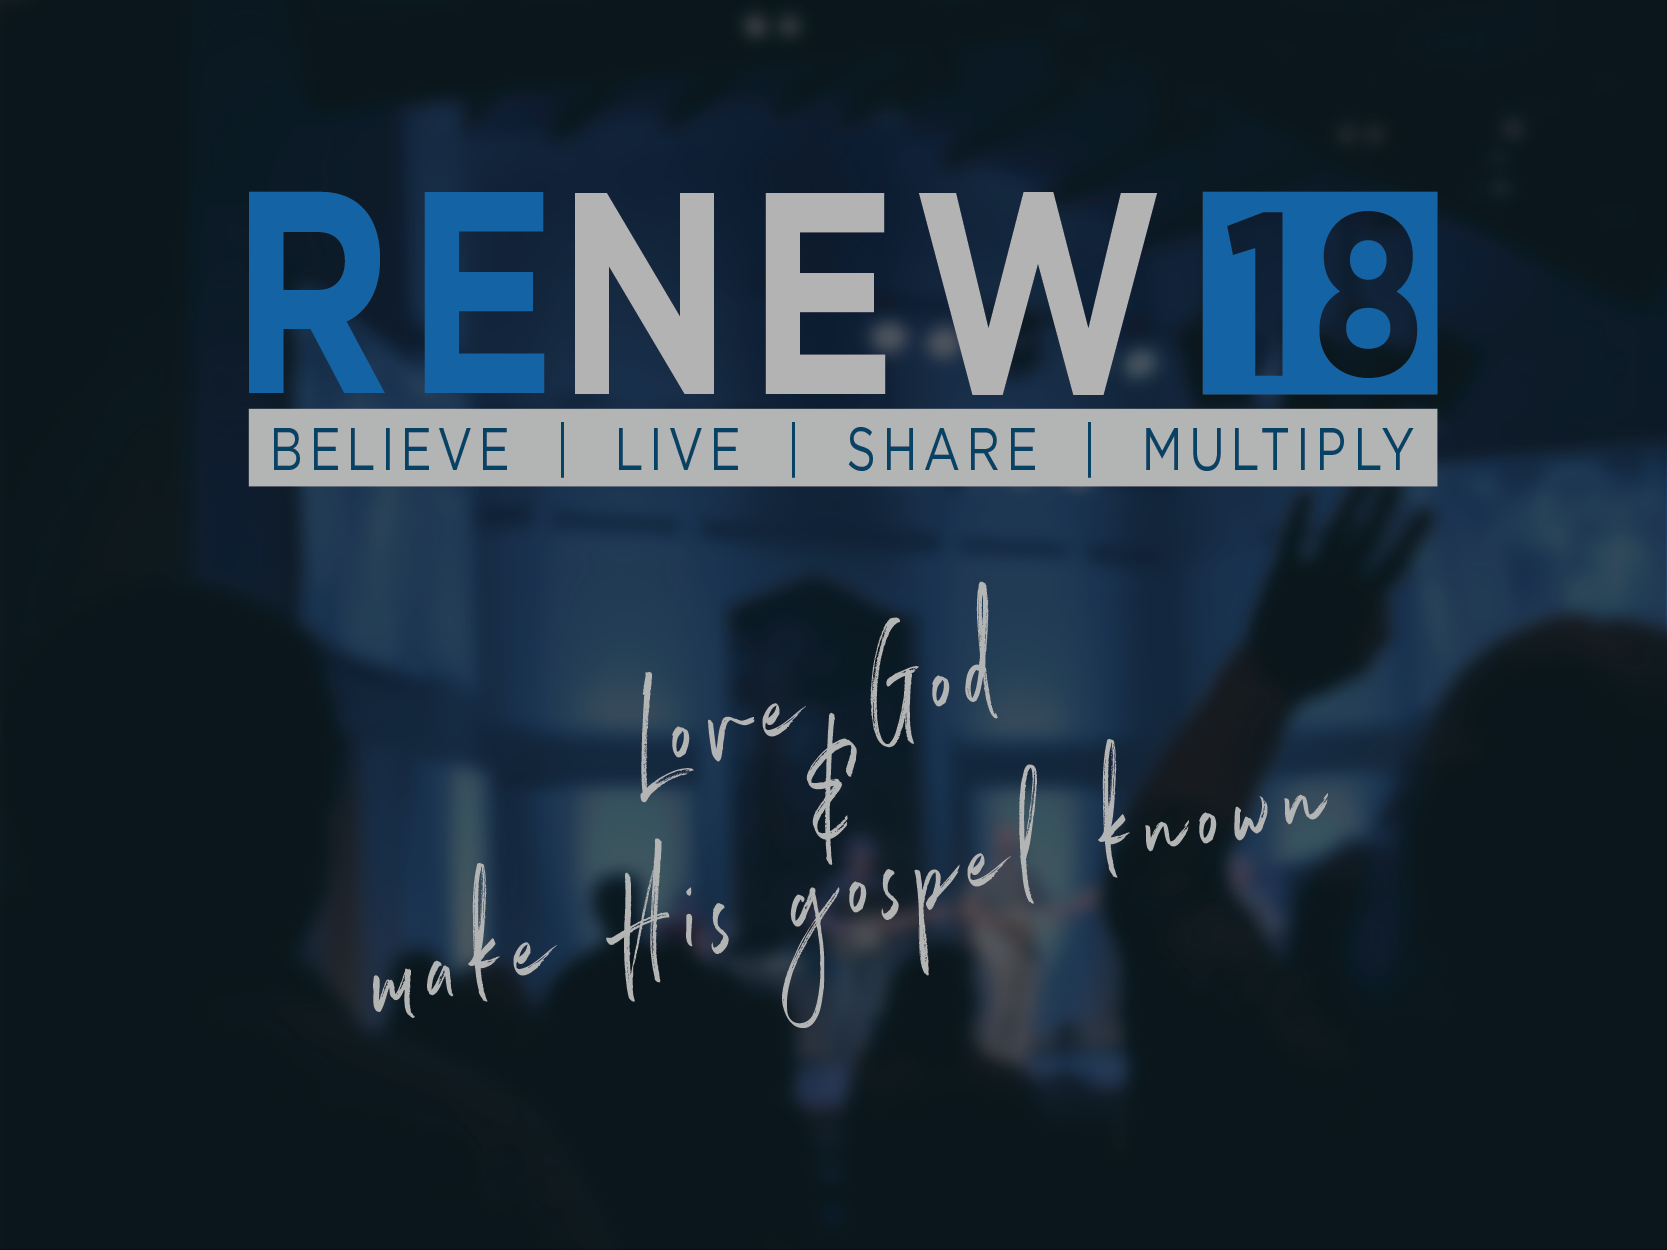 RENEW 18
BELIEVE | LIVE | SHARE | MULTIPLY
Love God
&
make His gospel known